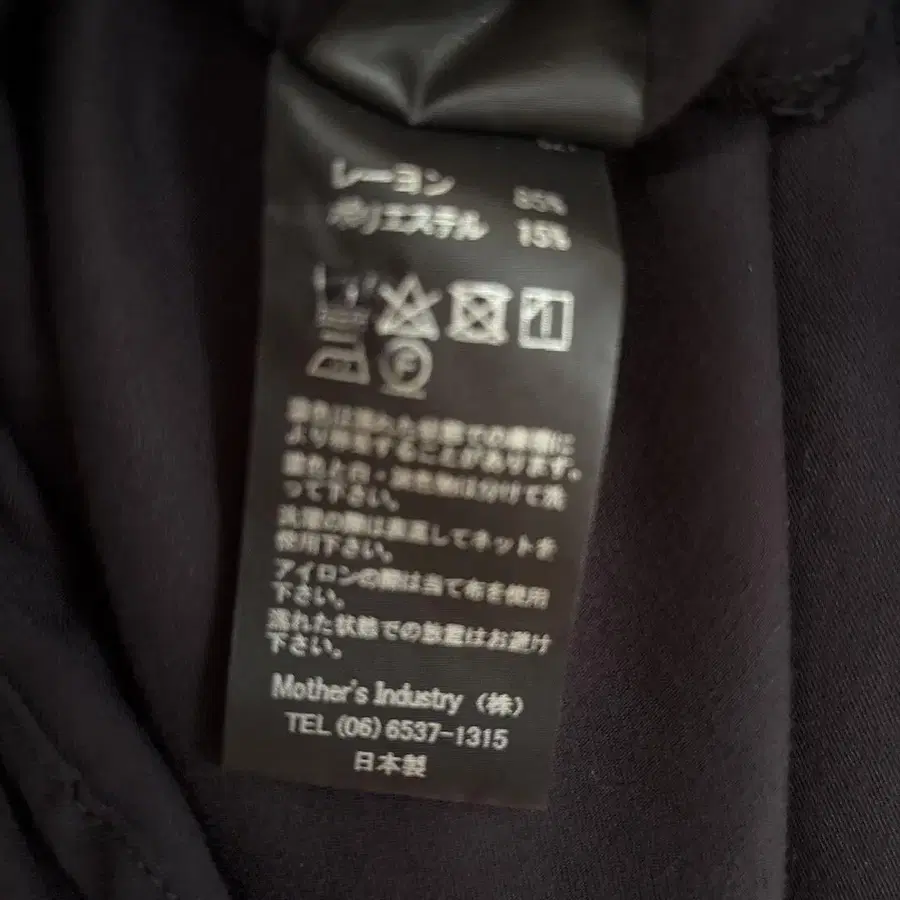 レーヨン 85%
ポリエステル 15%
F
濃色は濡れた状態での摩擦に
より移染することがあります。
濃色と白・淡色物は分けて洗
って下さい。
洗濯の際は裏返してネットを
使用下さい。
アイロンの際は当て布を使用
下さい。
濡れた状態での放置はお避け
下さい。
Mother's Industry (株)
TEL (06) 6537-1315
日本製